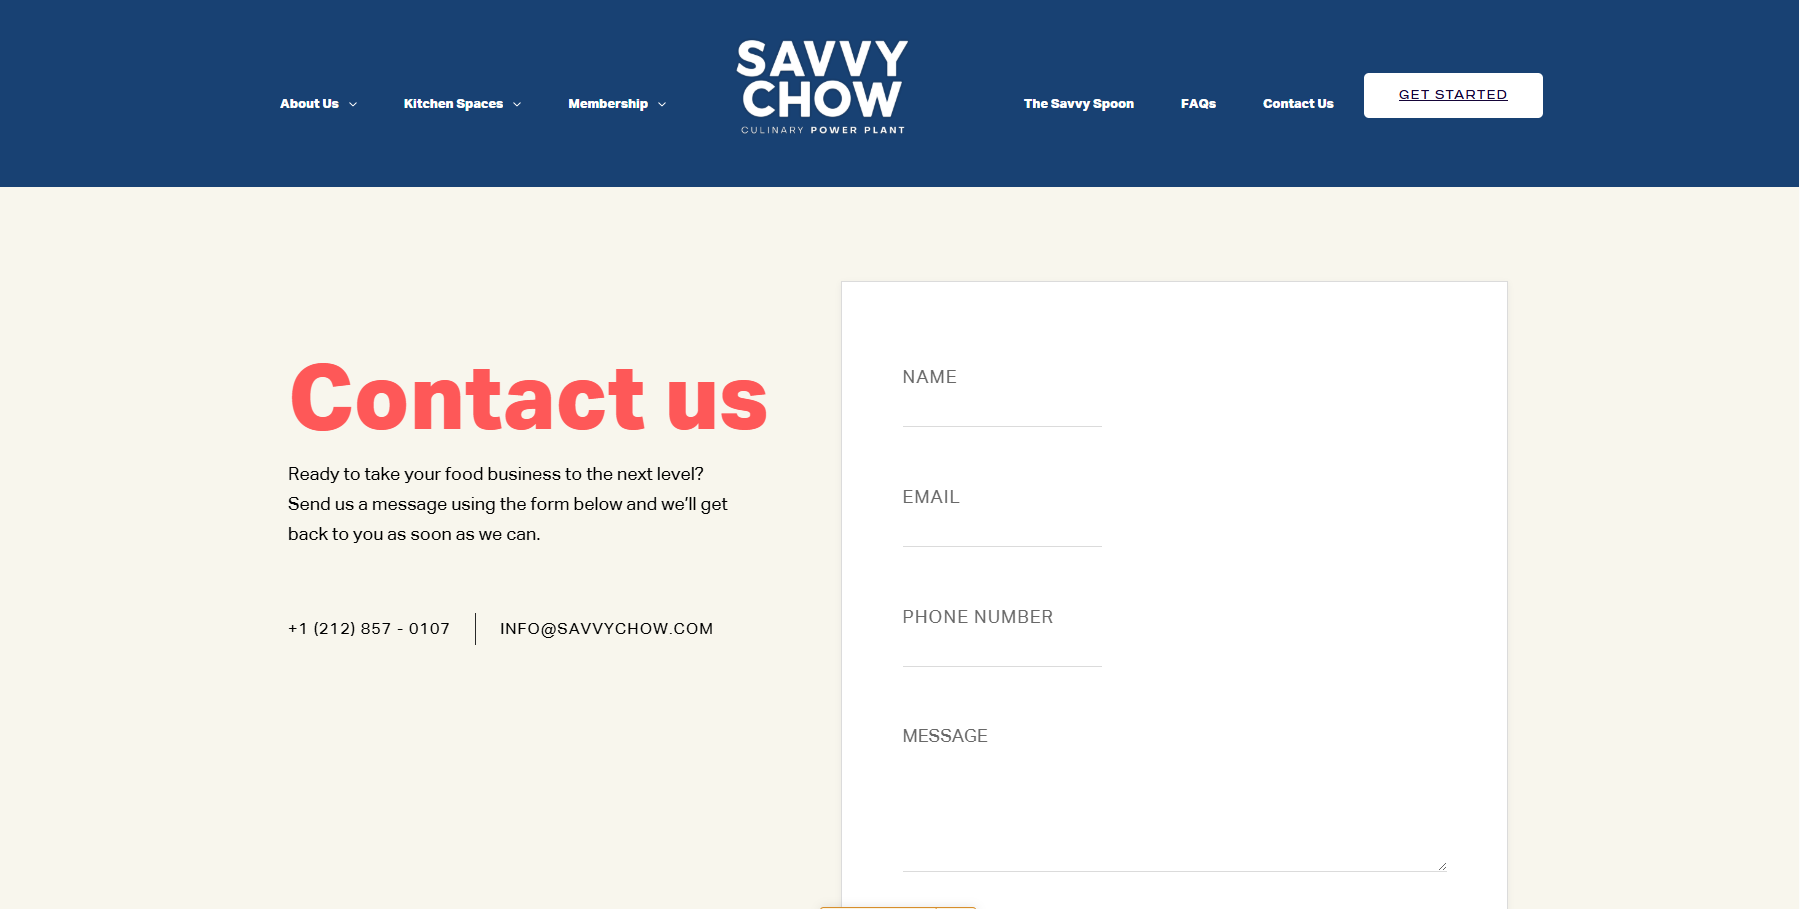 About Us
Kitchen Spaces
Membership
SAVVY
CHOW
CULINARY POWER PLANT
The Savvy Spoon
FAQs
Contact Us
GET STARTED
Contact us
Ready to take your food business to the next level?
Send us a message using the form below and we’ll get
back to you as soon as we can.
+1 (212) 857 - 0107
INFO@SAVVYCHOW.COM
NAME
EMAIL
PHONE NUMBER
MESSAGE